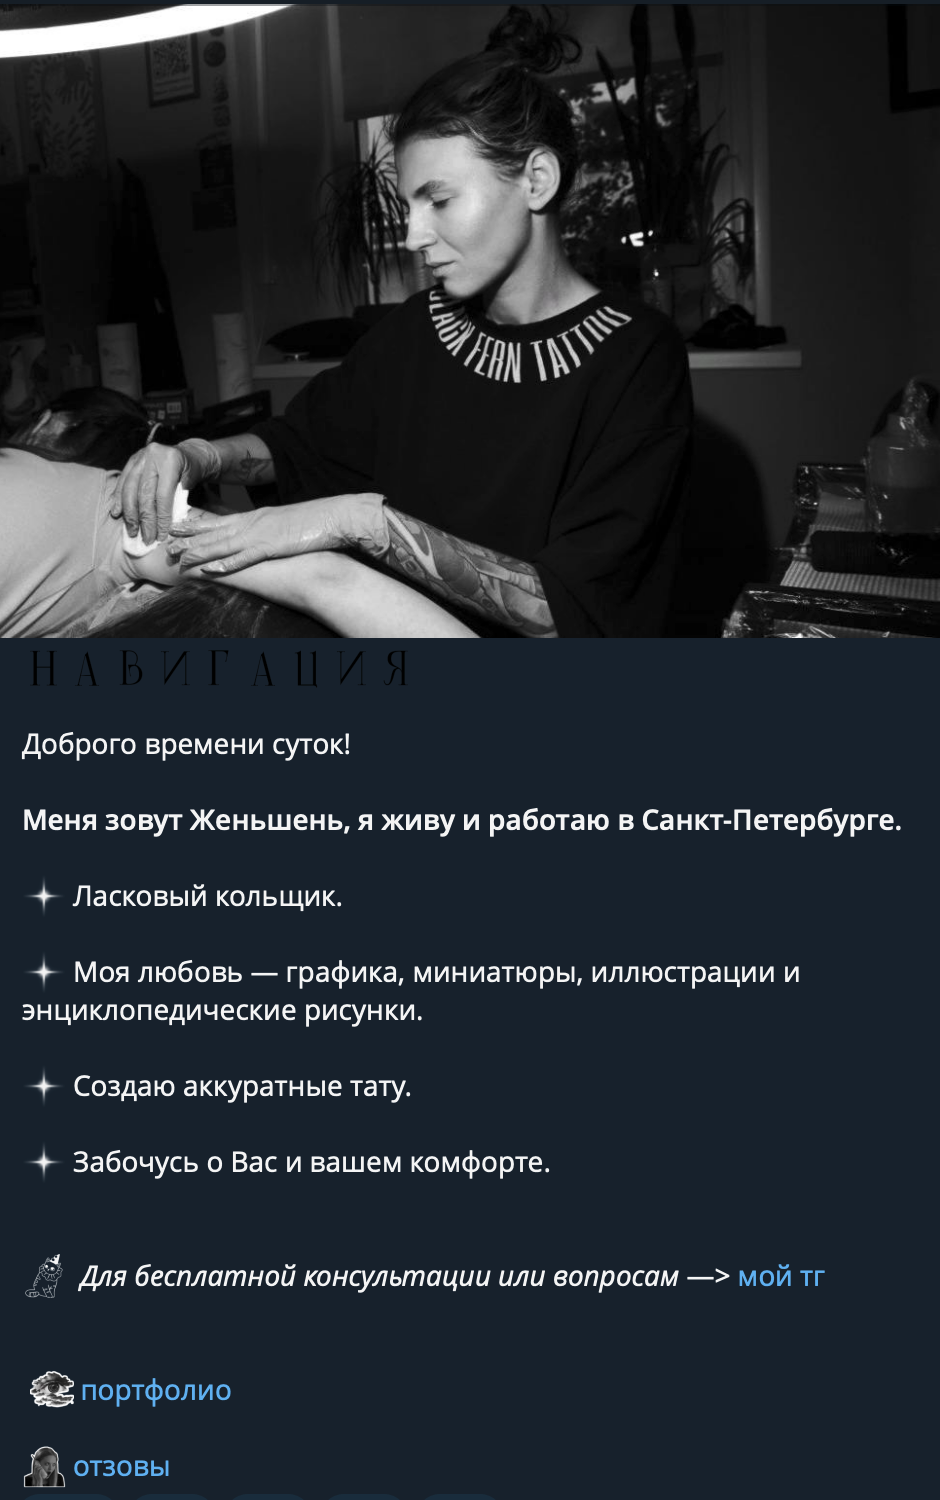 BLACK FERN TATTOO
НАВИГАЦИЯ
Доброго времени суток!
Меня зовут Женьшень, я живу и работаю в Санкт-Петербурге.
Ласковый кольщик.
Моя любовь — графика, миниатюры, иллюстрации и
энциклопедические рисунки.
Создаю аккуратные тату.
Забочусь о Вас и вашем комфорте.
Для бесплатной консультации или вопросам —> мой тг
портфолио
отзовы